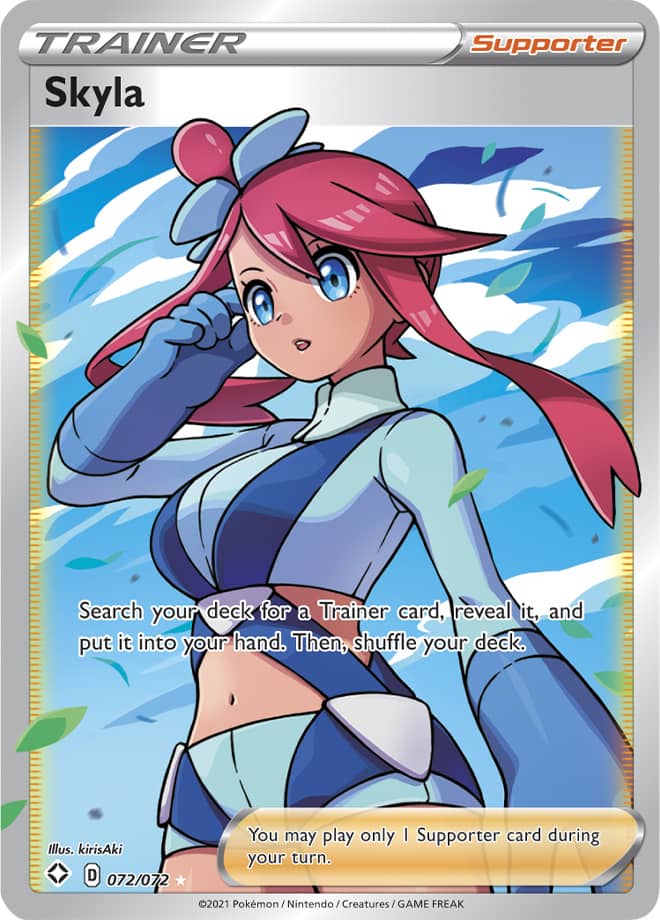 TRAINER
Supporter
Skyla
Search your deck for a Trainer card, reveal it, and
put it into your hand. Then, shuffle your deck.
You may play only 1 Supporter card during
your turn.
Illus. kirisAki
D 072/072
©2021 Pokémon / Nintendo / Creatures / GAME FREAK